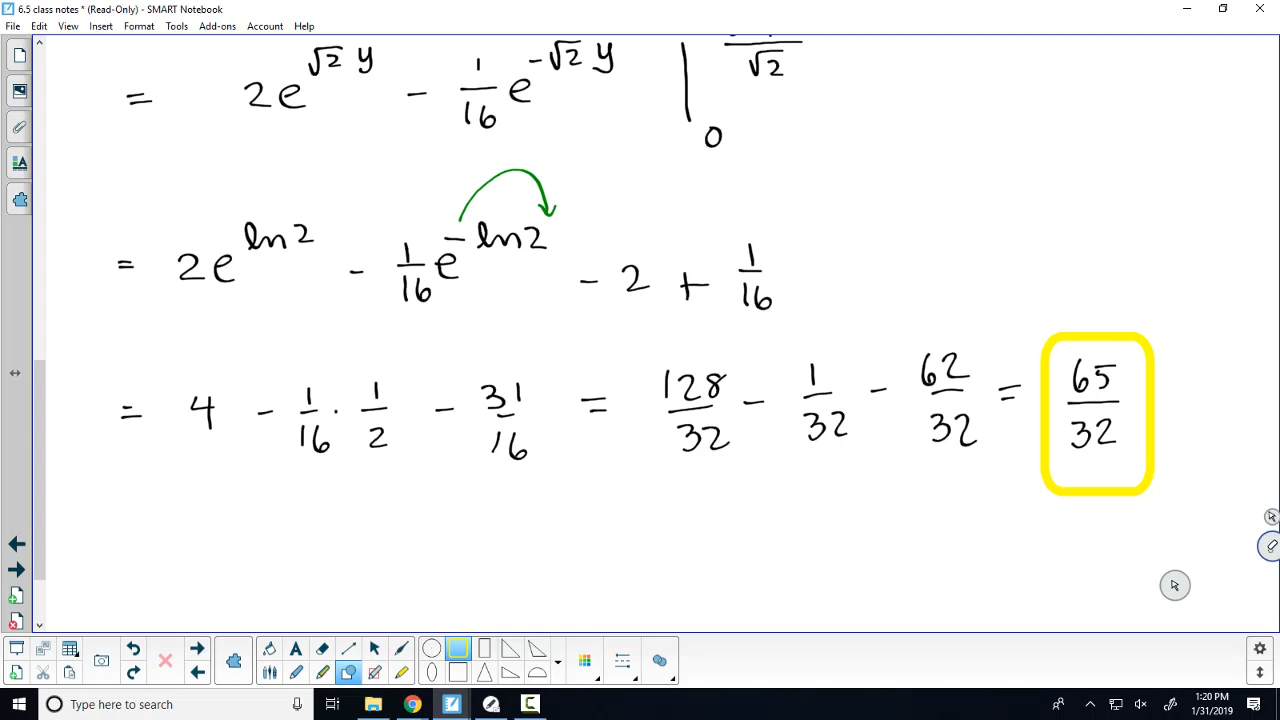 6.5 class notes * (Read-Only) - SMART Notebook
File Edit View Insert Format Tools Add-ons Account Help
= 2e^{√2 y} - 1/16 e^{-√2 y} | 0 √2
= 2e^{ln2} - 1/16 e^{-ln2} - 2 + 1/16
= 4 - 1/16 · 1/2 - 31/16 = 128/32 - 1/32 - 62/32 = 65/32
A
Type here to search
1:20 PM
1/31/2019